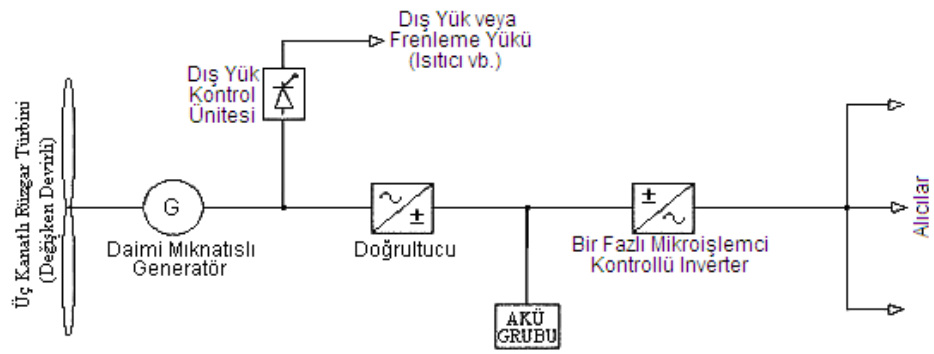 Dış Yük veya
Frenleme Yükü
(Isıtıcı vb.)
Dış Yük
Kontrol
Ünitesi
Üç Kanatlı Rüzgar Türbini
(Değişken Devirli)
G
Daimi Mıknatıslı
Generatör
Doğrultucu
Bir Fazlı Mikroişlemci
Kontrollü Inverter
AKÜ
GRUBU
Alıcılar